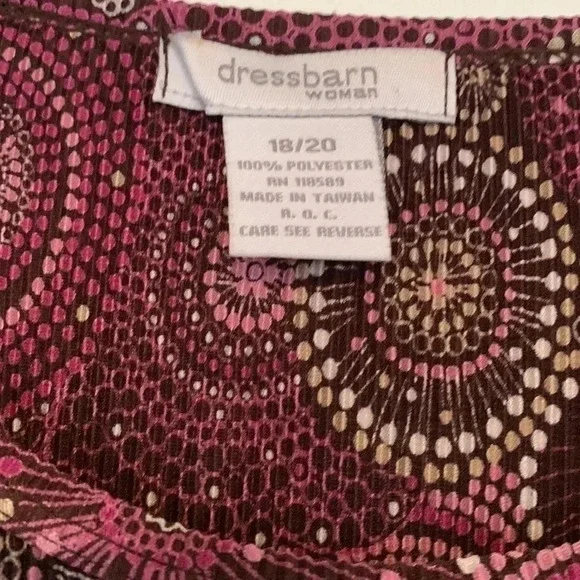 dressbarn
WOMAN
18/20
100% POLYESTER
RN 118589
MADE IN TAIWAN
R. O. C.
CARE SEE REVERSE